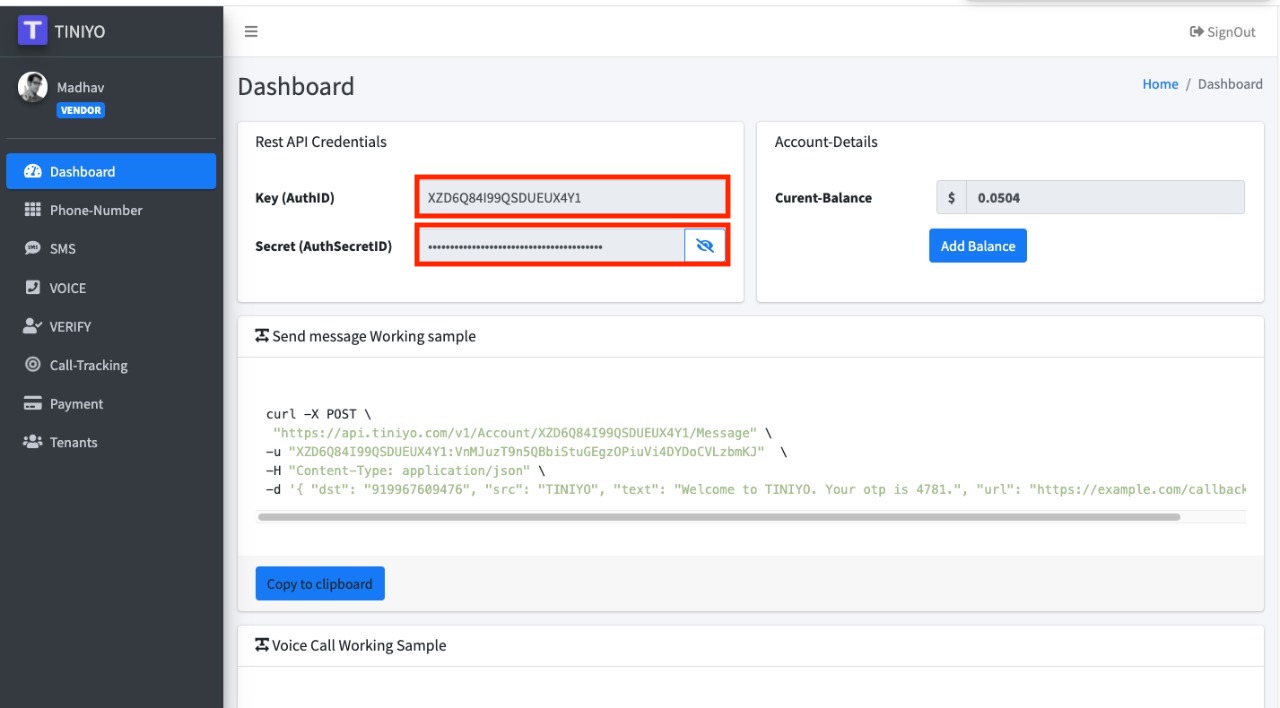 TINIYO
SignOut
Madhav
VENDOR
Dashboard
Home / Dashboard
Dashboard
Phone-Number
SMS
VOICE
VERIFY
Call-Tracking
Payment
Tenants
Rest API Credentials
Key (AuthID)
XZD6Q84I99QSDUEUX4Y1
Secret (AuthSecretID)
••••••••••••••••••••••••••••••••••••••••
Account-Details
Curent-Balance
$ 0.0504
Add Balance
Send message Working sample
curl -X POST \
"https://api.tiniyo.com/v1/Account/XZD6Q84I99QSDUEUX4Y1/Message" \
-u "XZD6Q84I99QSDUEUX4Y1:VnMJuzT9n5QBbiStuGEgzOPiuVi4DYDoCVLzbmKJ" \
-H "Content-Type: application/json" \
-d '{ "dst": "919967609476", "src": "TINIYO", "text": "Welcome to TINIYO. Your otp is 4781.", "url": "https://example.com/callback
Copy to clipboard
Voice Call Working Sample